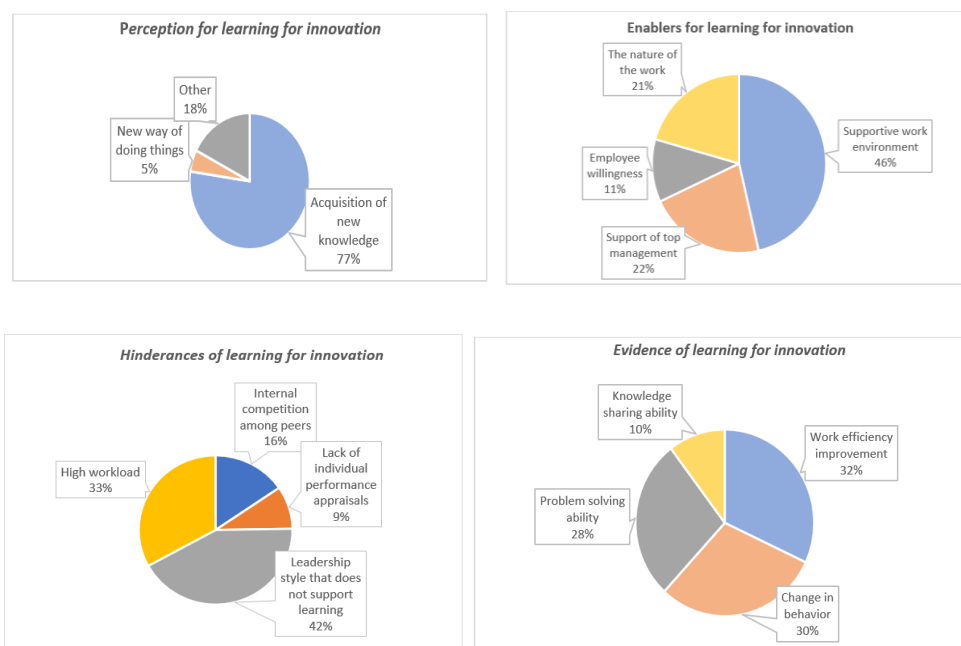 Perception for learning for innovation
Other
18%
New way of
doing things
5%
Acquisition of
new
knowledge
77%
Enablers for learning for innovation
The nature of
the work
21%
Supportive work
environment
46%
Employee
willingness
11%
Support of top
management
22%
Hinderances of learning for innovation
Internal
competition
among peers
16%
Lack of
individual
performance
appraisals
9%
High workload
33%
Leadership
style that does
not support
learning
42%
Evidence of learning for innovation
Knowledge
sharing ability
10%
Work efficiency
improvement
32%
Problem solving
ability
28%
Change in
behavior
30%